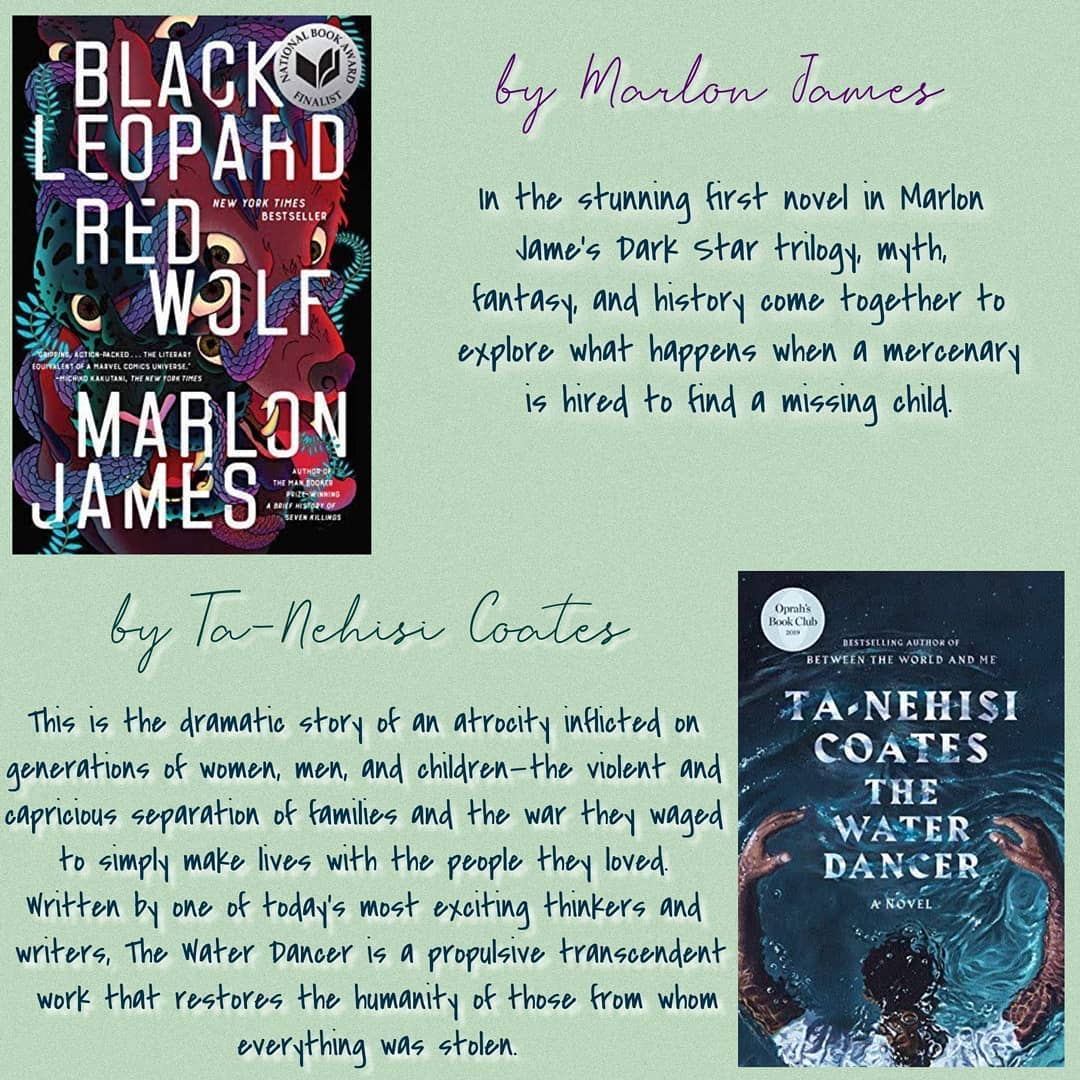 BLACK
LEOPARD
RED
WOLF
NATIONAL BOOK AWARD
FINALIST
NEW YORK TIMES
BESTSELLER
"GRIPPING, ACTION-PACKED . . . THE LITERARY
EQUIVALENT OF A MARVEL COMICS UNIVERSE."
—MICHIKO KAKUTANI, THE NEW YORK TIMES
MARLON
JAMES
AUTHOR OF
THE MAN BOOKER
PRIZE-WINNING
A BRIEF HISTORY OF
SEVEN KILLINGS
by Marlon James
In the stunning first novel in Marlon
Jame's Dark Star trilogy, myth,
fantasy, and history come together to
explore what happens when a mercenary
is hired to find a missing child.
by Ta-Nehisi Coates
This is the dramatic story of an atrocity inflicted on
generations of women, men, and children—the violent and
capricious separation of families and the war they waged
to simply make lives with the people they loved.
Written by one of today's most exciting thinkers and
writers, The Water Dancer is a propulsive transcendent
work that restores the humanity of those from whom
everything was stolen.
Oprah's
Book Club
2019
BESTSELLING AUTHOR OF
BETWEEN THE WORLD AND ME
TA-NEHISI
COATES
THE
WATER
DANCER
A NOVEL